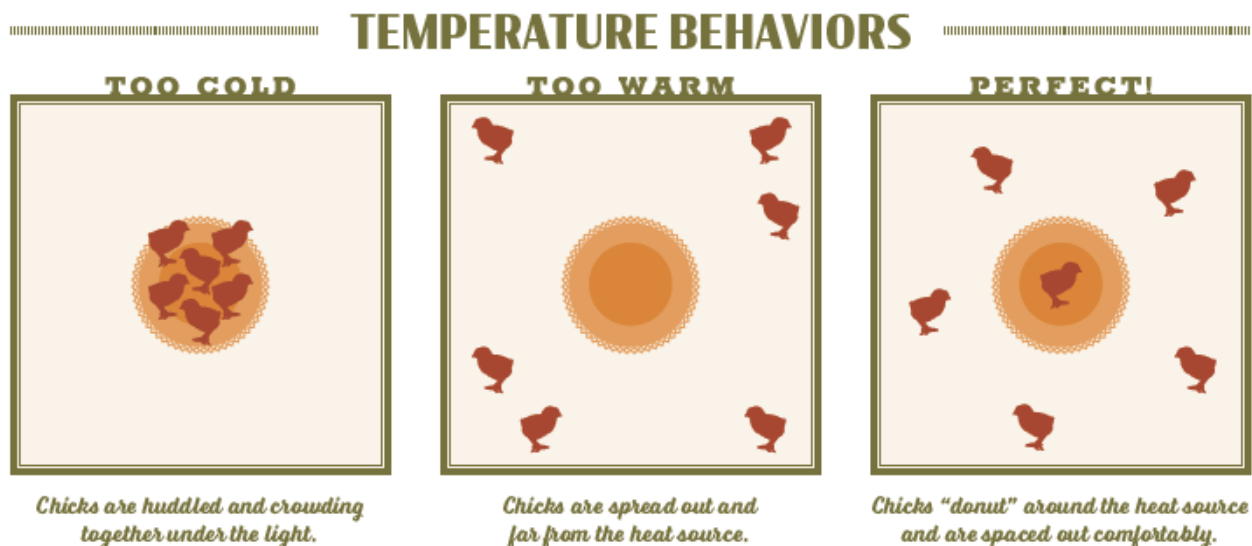 TEMPERATURE BEHAVIORS
TOO COLD
TOO WARM
PERFECT!
Chicks are huddled and crowding
together under the light.
Chicks are spread out and
far from the heat source.
Chicks “donut” around the heat source
and are spaced out comfortably.